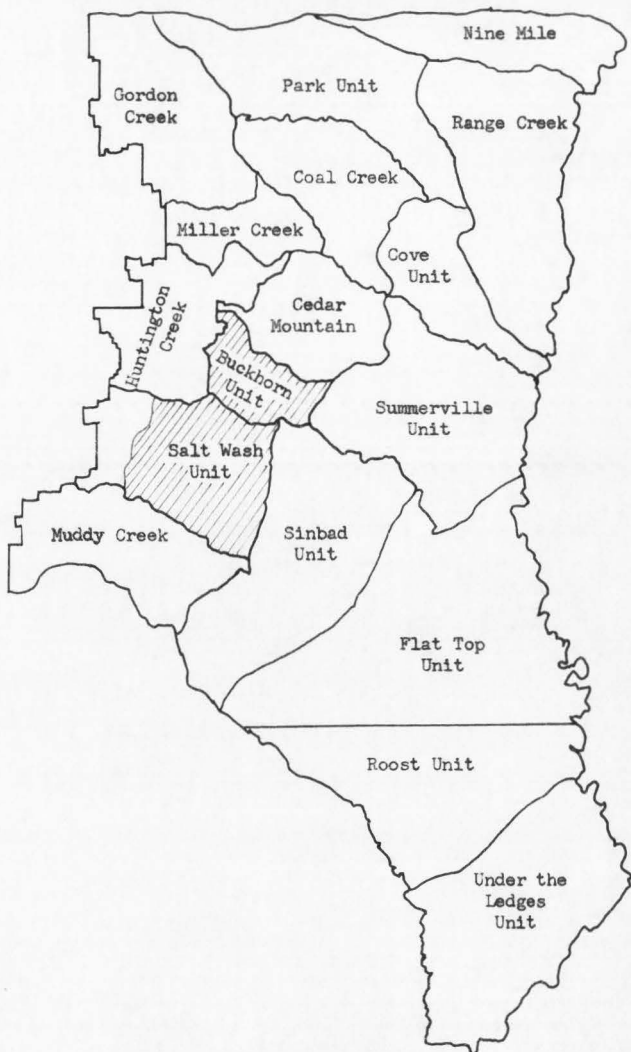 Nine Mile
Park Unit
Gordon
Creek
Range Creek
Coal Creek
Miller Creek
Cove
Unit
Cedar
Mountain
Huntington
Creek
Buckhorn
Unit
Summerville
Unit
Salt Wash
Unit
Muddy Creek
Sinbad
Unit
Flat Top
Unit
Roost Unit
Under the
Ledges
Unit